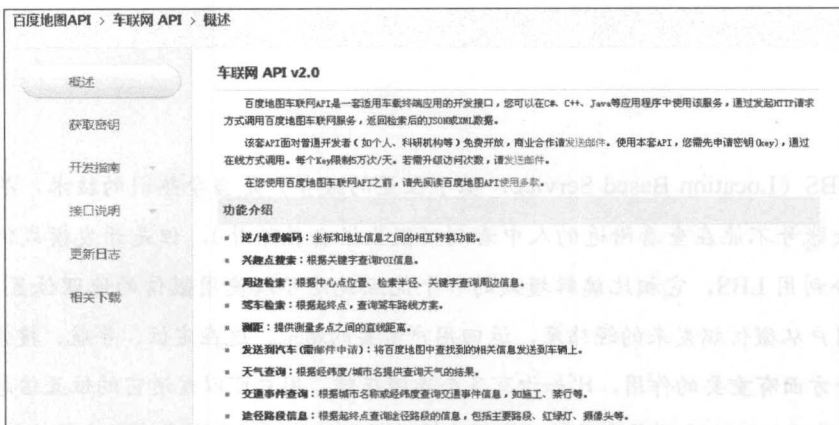 百度地图API > 车联网 API > 概述
概述
获取密钥
开发指南
接口说明
更新日志
相关下载
车联网 API v2.0
百度地图车联网API是一套适用车载终端应用的开发接口，您可以在C#、C++、Java等应用程序中使用该服务，通过发起HTTP请求
方式调用百度地图车联网服务，返回检索后的JSON或XML数据。
该套API面对普通开发者（如个人、科研机构等）免费开放，商业合作请发送邮件。使用本套API，您需先申请密钥(key)，通过
在线方式调用。每个Key限制5万次/天。若需升级访问次数，请发送邮件。
在您使用百度地图车联网API之前，请先阅读百度地图API使用条款。
功能介绍
逆/地理编码：坐标和地址信息之间的相互转换功能。
兴趣点搜索：根据关键字查询POI信息。
周边检索：根据中心点位置、检索半径、关键字查询周边信息。
驾车检索：根据起终点，查询驾车路线方案。
测距：提供测量多点之间的直线距离。
发送到汽车(需邮件申请)：将百度地图中查找到的相关信息发送到车辆上。
天气查询：根据经纬度/城市名提供查询天气的结果。
交通事件查询：根据城市名称或经纬度查询交通事件信息，如施工、禁行等。
途径路段信息：根据起终点查询途径路段的信息，包括主要路段、红绿灯、摄像头等。